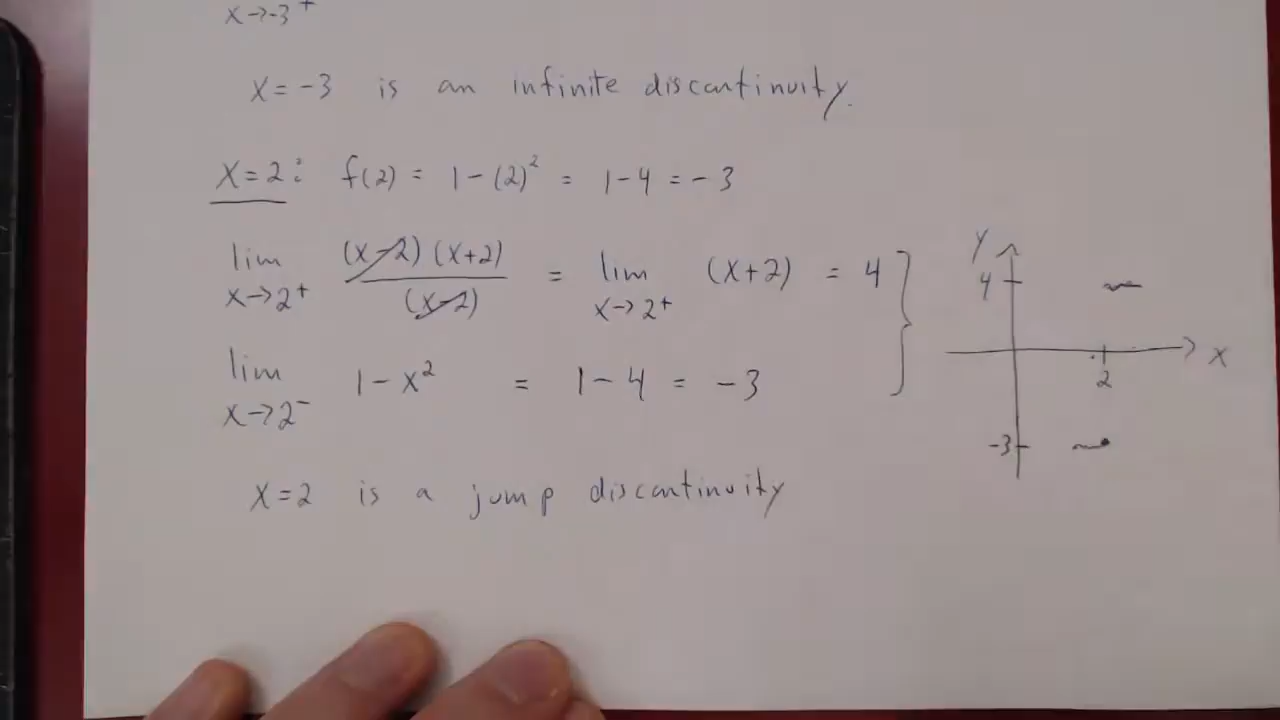 x→-3⁺
x = -3 is an infinite discontinuity.
x = 2: f(2) = 1-(2)² = 1-4 = -3
lim x→2⁺ (x-2)(x+2)/(x-2) = lim x→2⁺ (x+2) = 4
lim x→2⁻ 1-x² = 1-4 = -3
x = 2 is a jump discontinuity
y
4
x
2
-3